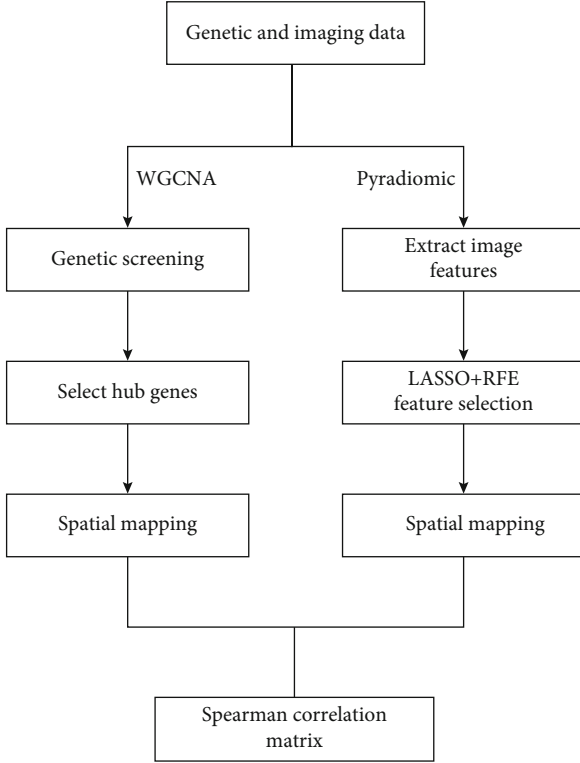 Genetic and imaging data
WGCNA
Pyradiomic
Genetic screening
Extract image
features
Select hub genes
LASSO+RFE
feature selection
Spatial mapping
Spatial mapping
Spearman correlation
matrix